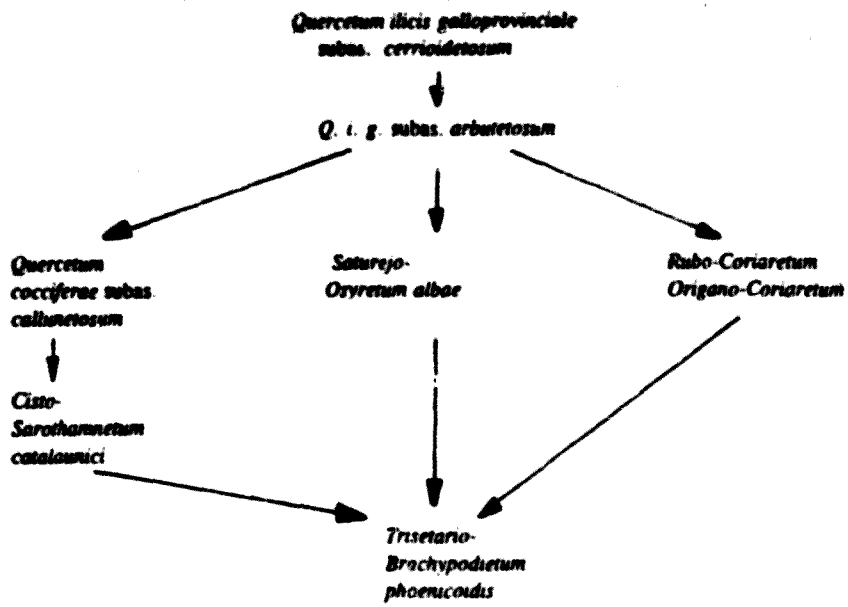 Quercetum ilicis galloprovinciale
subas. cerrioidetosum
Q. i. g. subas. arbutetosum
Quercetum
cocciferae subas.
callunetosum
Saturejo-
Osyretum albae
Rubo-Coriaretum
Origano-Coriaretum
Cisto-
Sarothamnetum
catalaunici
Trisetario-
Brachypodietum
phoenicoidis